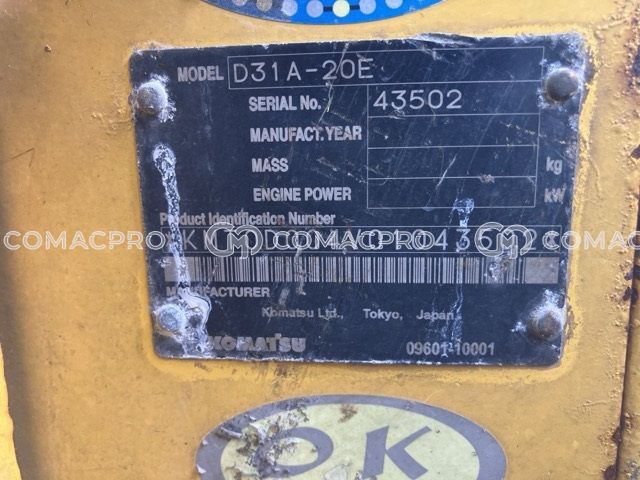 MODEL D31A-20E
SERIAL No. 43502
MANUFACT. YEAR
MASS kg
ENGINE POWER kW
Product Identification Number
COMACPRO COMACPRO COMACPRO
MANUFACTURER
Komatsu Ltd., Tokyo, Japan
KOMATSU 09601-10001
OK